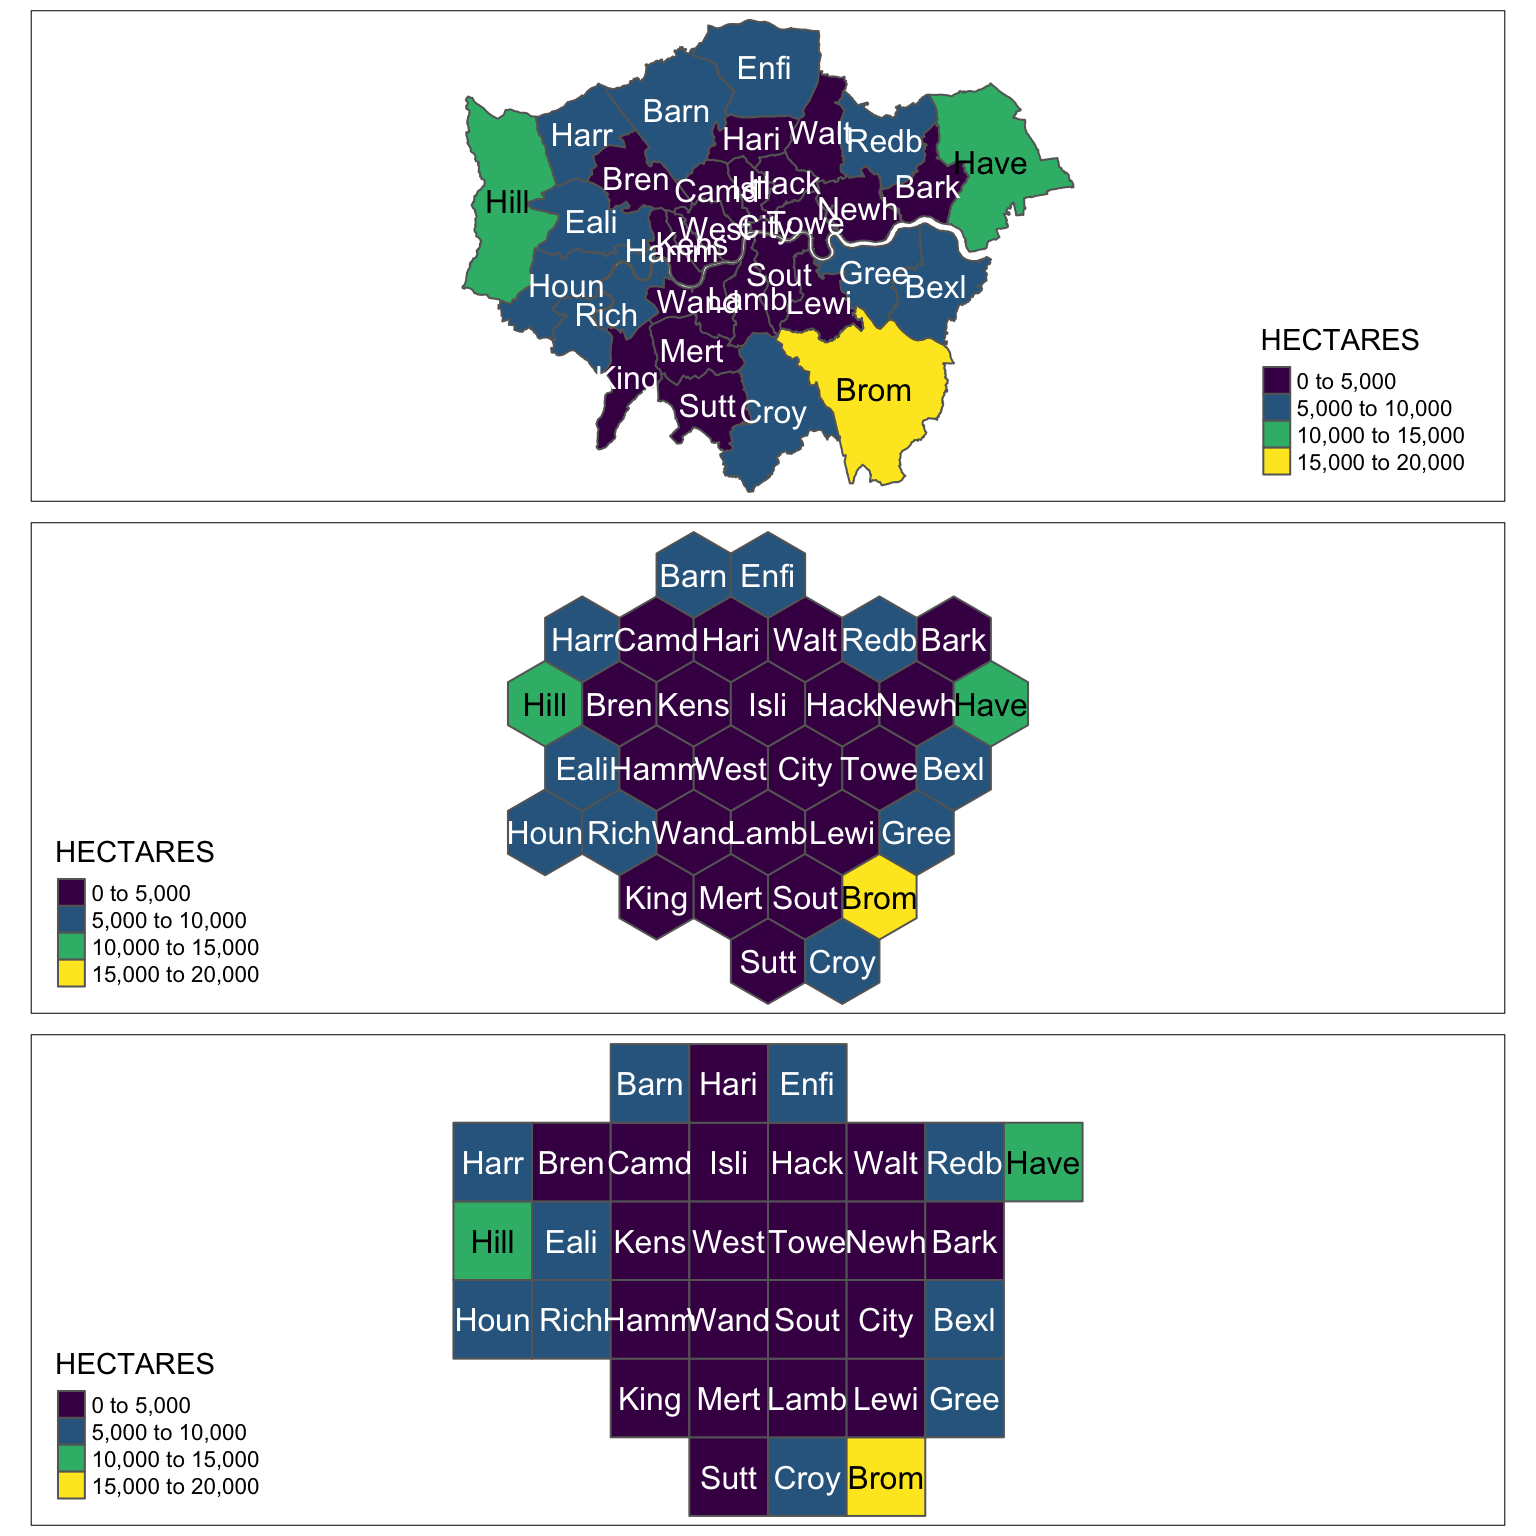 Enfi
Barn
Harr
Hari
Walt
Redb
Have
Bren
Camd
Isli
Hack
Bark
Hill
Newh
Eali
West
City
Towe
Hamm
Kens
Houn
Sout
Gree
Bexl
Rich
Wand
Lamb
Lewi
Mert
King
Brom
Sutt
Croy
HECTARES
0 to 5,000
5,000 to 10,000
10,000 to 15,000
15,000 to 20,000
Barn Enfi
Harr Camd Hari Walt Redb Bark
Hill Bren Kens Isli Hack Newh Have
Eali Hamm West City Towe Bexl
Houn Rich Wand Lamb Lewi Gree
King Mert Sout Brom
Sutt Croy
HECTARES
0 to 5,000
5,000 to 10,000
10,000 to 15,000
15,000 to 20,000
Barn Hari Enfi
Harr Bren Camd Isli Hack Walt Redb Have
Hill Eali Kens West Towe Newh Bark
Houn Rich Hamm Wand Sout City Bexl
King Mert Lamb Lewi Gree
Sutt Croy Brom
HECTARES
0 to 5,000
5,000 to 10,000
10,000 to 15,000
15,000 to 20,000